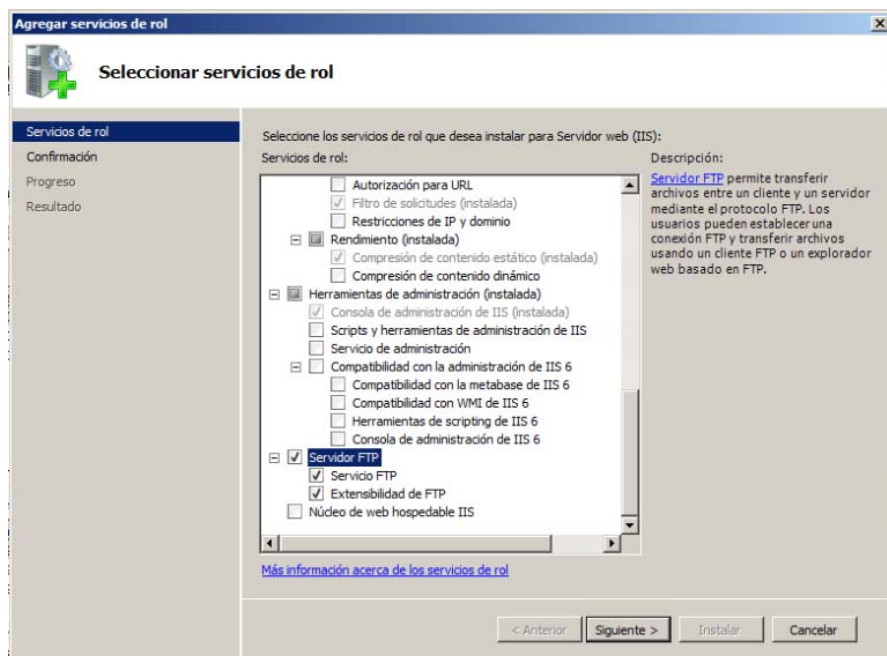 Agregar servicios de rol
Seleccionar servicios de rol
Servicios de rol
Confirmación
Progreso
Resultado
Seleccione los servicios de rol que desea instalar para Servidor web (IIS):
Servicios de rol:
Autorización para URL
Filtro de solicitudes (instalada)
Restricciones de IP y dominio
Rendimiento (instalada)
Compresión de contenido estático (instalada)
Compresión de contenido dinámico
Herramientas de administración (instalada)
Consola de administración de IIS (instalada)
Scripts y herramientas de administración de IIS
Servicio de administración
Compatibilidad con la administración de IIS 6
Compatibilidad con la metabase de IIS 6
Compatibilidad con WMI de IIS 6
Herramientas de scripting de IIS 6
Consola de administración de IIS 6
Servidor FTP
Servicio FTP
Extensibilidad de FTP
Núcleo de web hospedable IIS
Más información acerca de los servicios de rol
Descripción:
Servidor FTP permite transferir
archivos entre un cliente y un servidor
mediante el protocolo FTP. Los
usuarios pueden establecer una
conexión FTP y transferir archivos
usando un cliente FTP o un explorador
web basado en FTP.
< Anterior
Siguiente >
Instalar
Cancelar